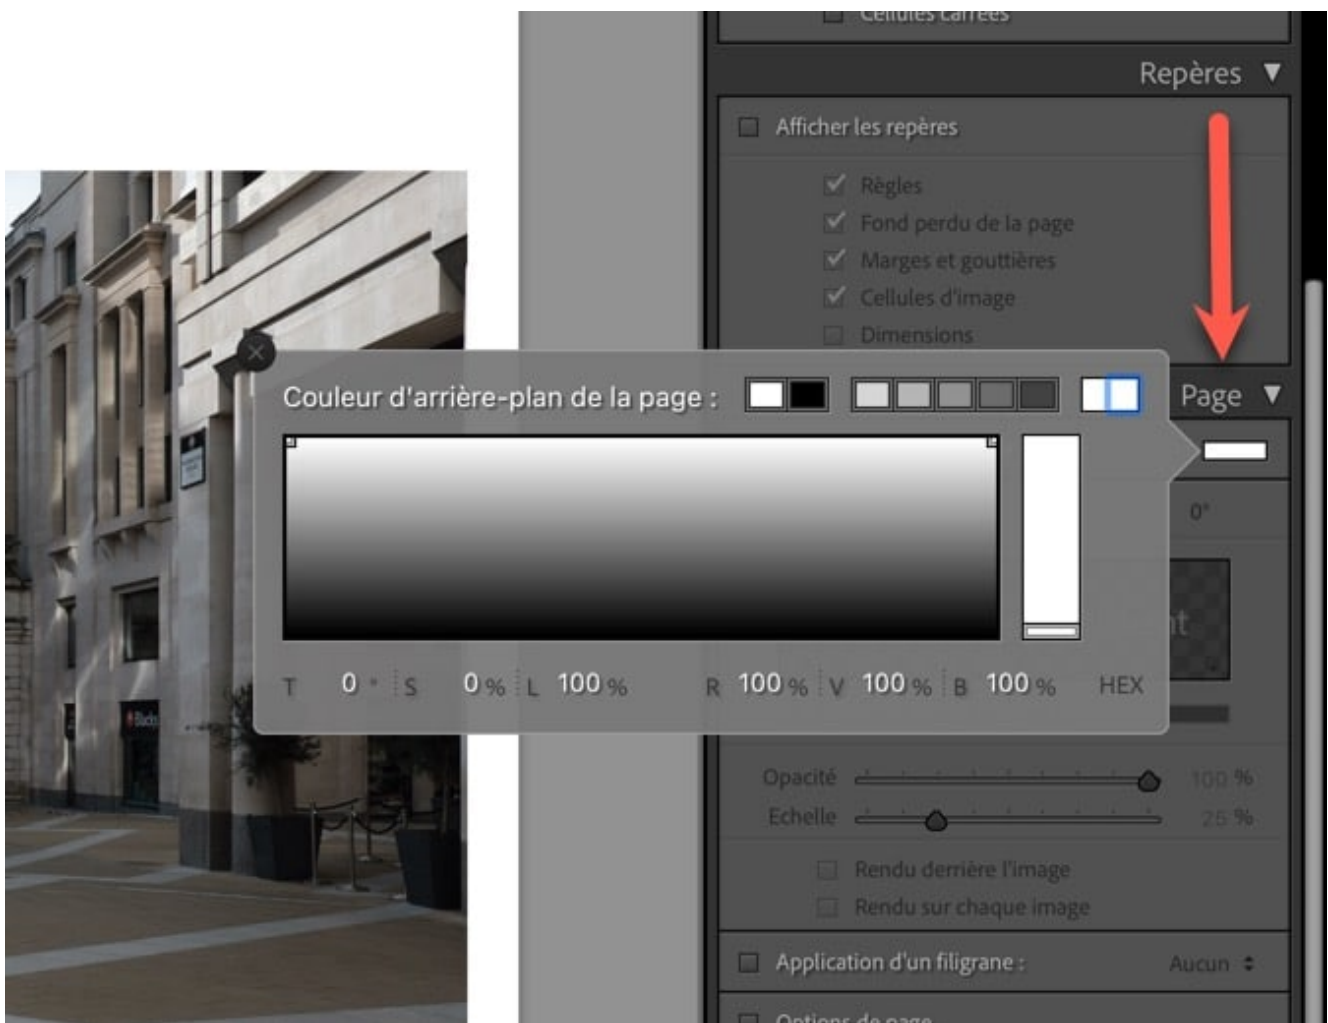 Cellules carrées
Repères ▼
Afficher les repères
Règles
Fond perdu de la page
Marges et gouttières
Cellules d'image
Dimensions
Couleur d'arrière-plan de la page :
Page ▼
0°
T 0 ° S 0 % L 100 % R 100 % V 100 % B 100 % HEX
Blacks
Opacité 100 %
Echelle 25 %
Rendu derrière l'image
Rendu sur chaque image
Application d'un filigrane : Aucun
Options de page